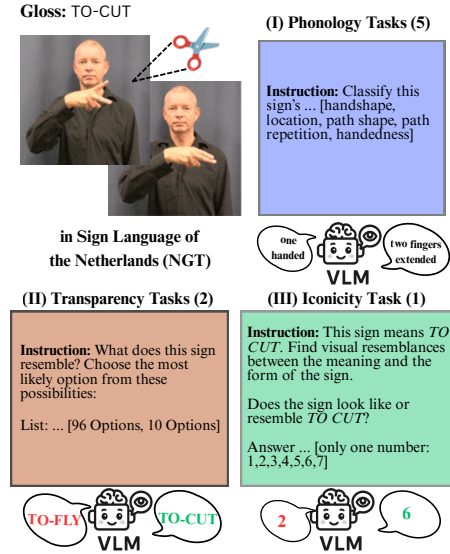 Gloss: TO-CUT
in Sign Language of
the Netherlands (NGT)
(I) Phonology Tasks (5)
Instruction: Classify this
sign's ... [handshape,
location, path shape, path
repetition, handedness]
one
handed
two fingers
extended
VLM
(II) Transparency Tasks (2)
Instruction: What does this sign
resemble? Choose the most
likely option from these
possibilities:
List: ... [96 Options, 10 Options]
TO-FLY
TO-CUT
VLM
(III) Iconicity Task (1)
Instruction: This sign means TO
CUT. Find visual resemblances
between the meaning and the
form of the sign.
Does the sign look like or
resemble TO CUT?
Answer ... [only one number:
1,2,3,4,5,6,7]
2
6
VLM